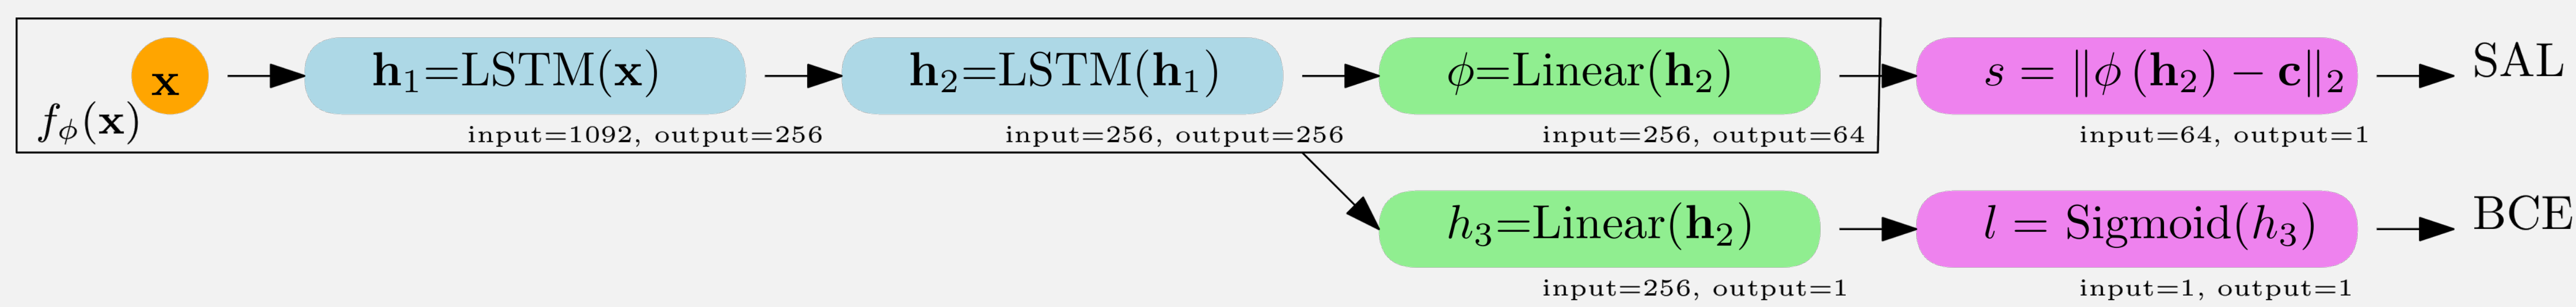 x h₁=LSTM(x) h₂=LSTM(h₁) ϕ=Linear(h₂) s = ‖ϕ (h₂) − c‖₂ SAL
f_ϕ(x)
input=1092, output=256 input=256, output=256 input=256, output=64 input=64, output=1
h₃=Linear(h₂) l = Sigmoid(h₃) BCE
input=256, output=1 input=1, output=1